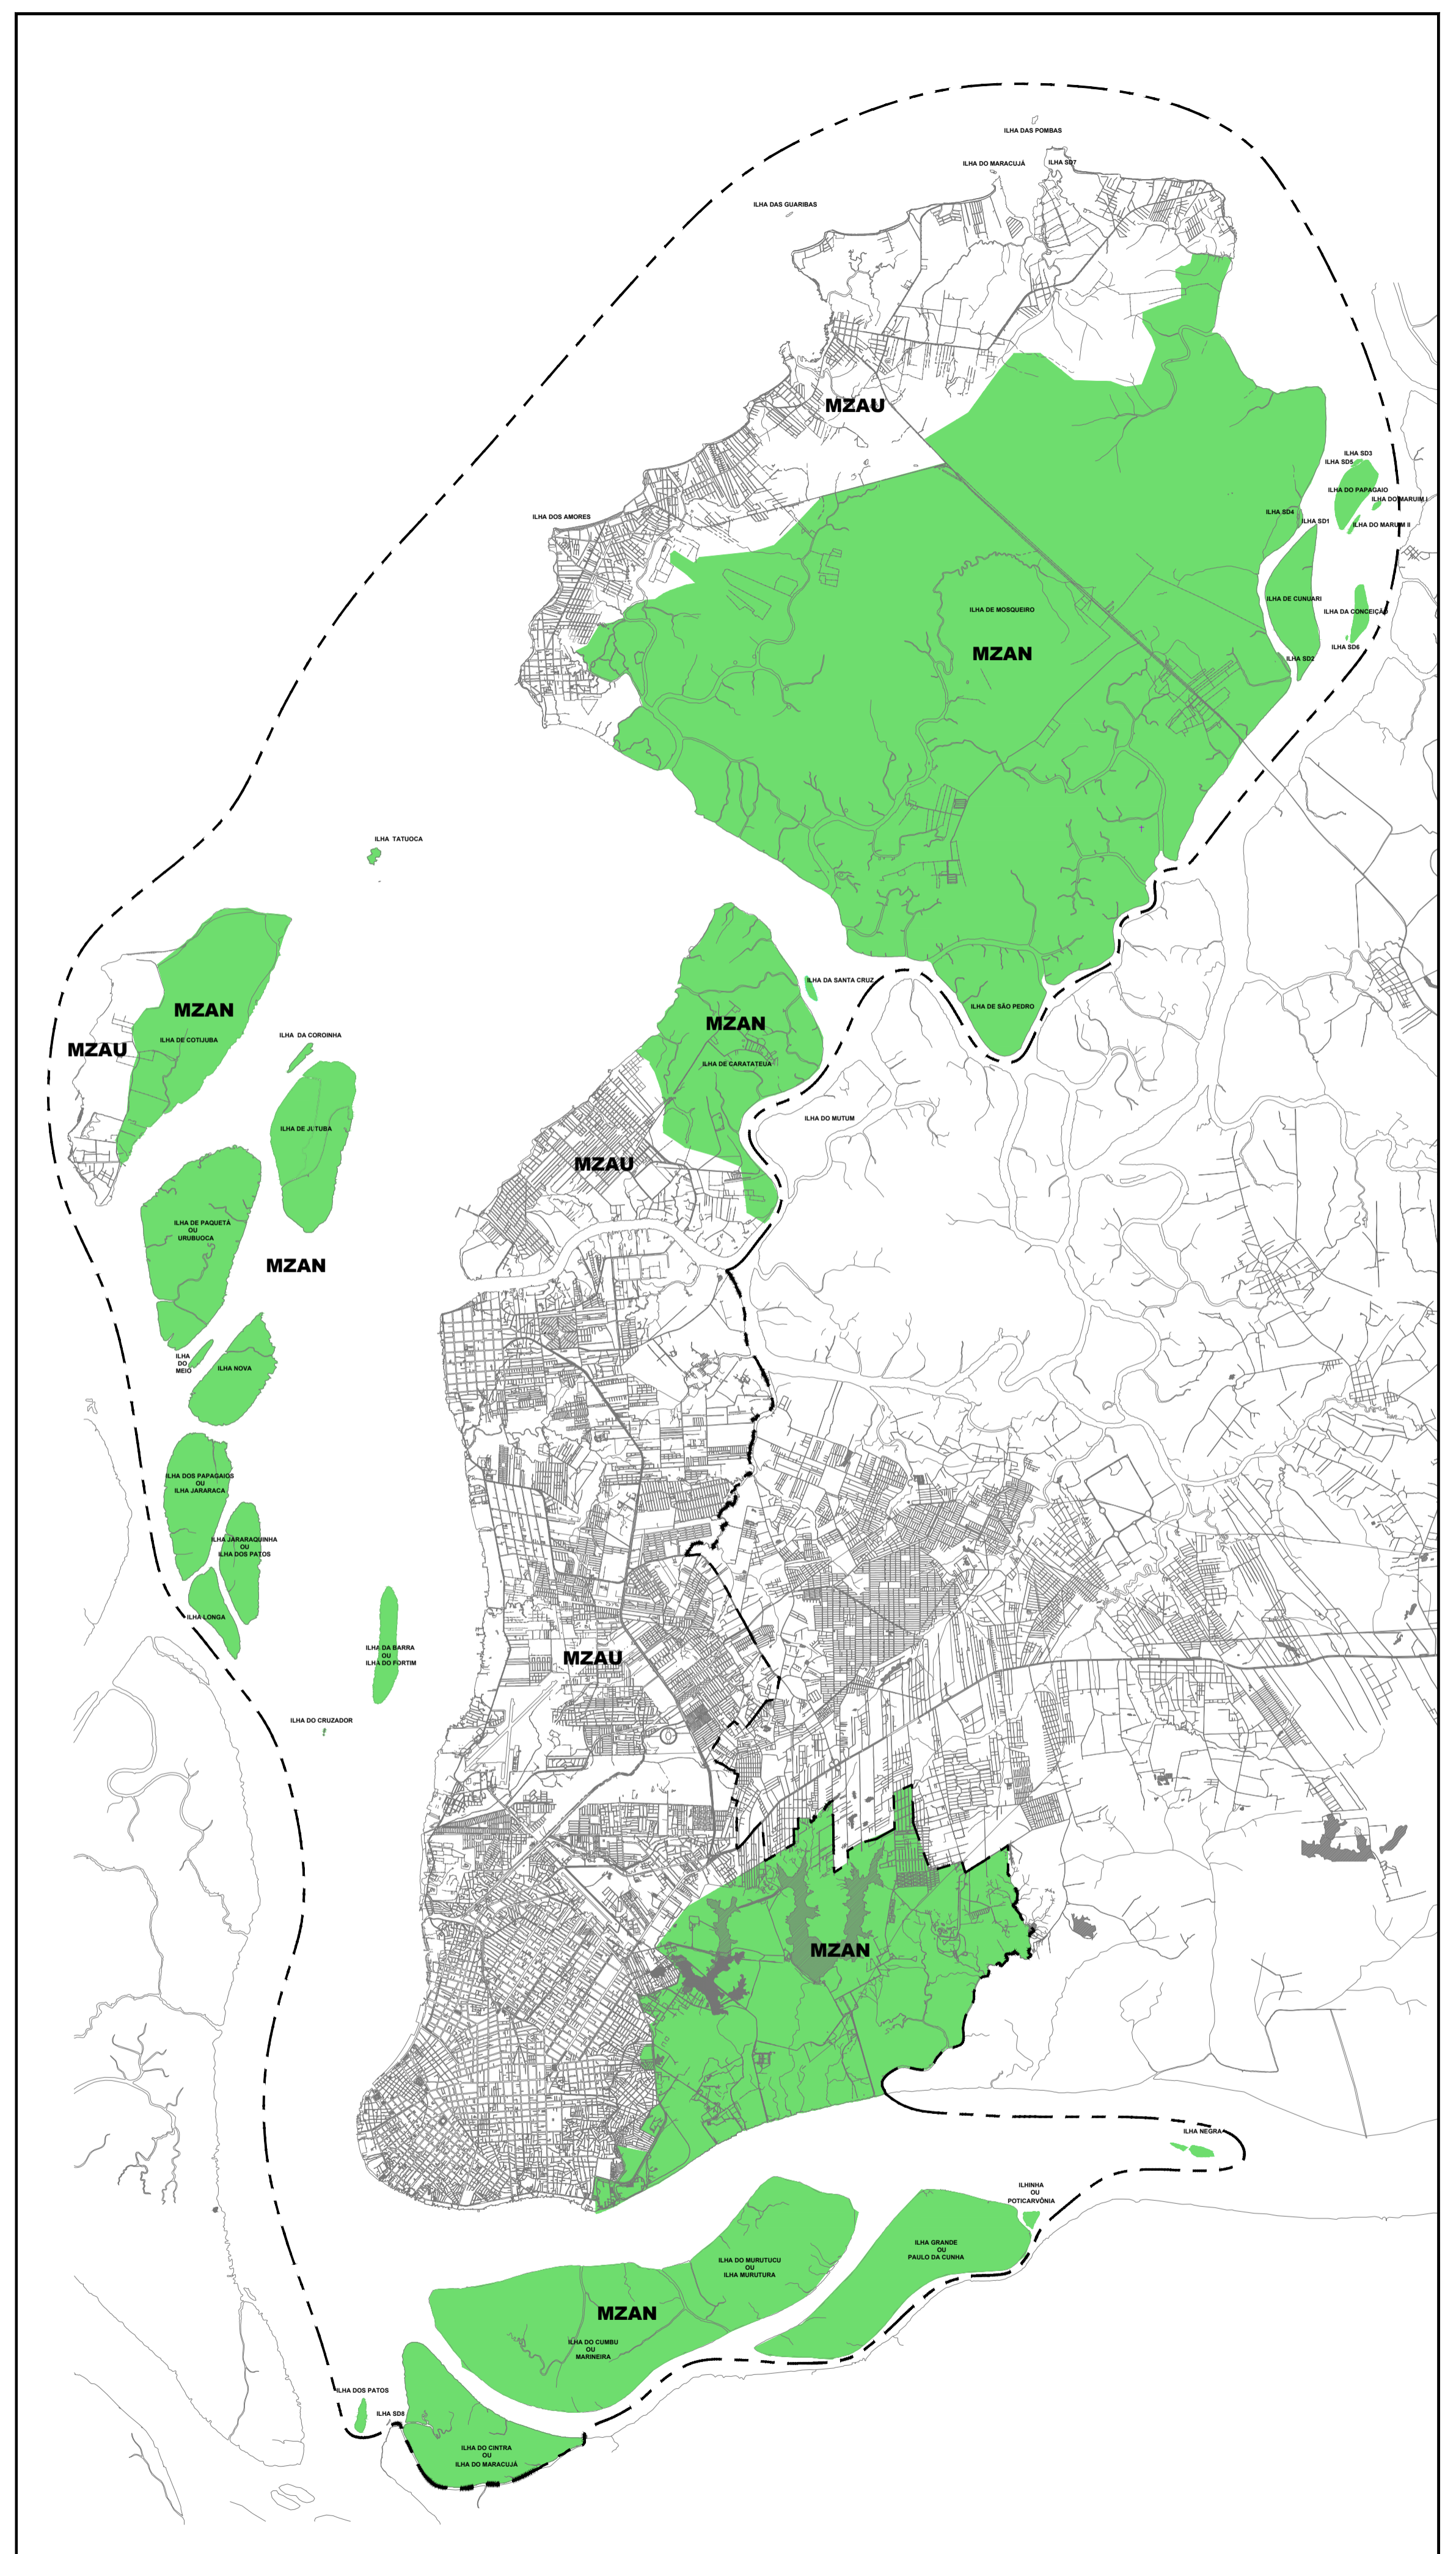 ILHA DAS POMBAS
ILHA DO MARACUJÁ
ILHA SD7
ILHA DAS GUARIBAS
MZAU
ILHA SD3
ILHA SD5
ILHA DO PAPAGAIO
ILHA DO MARUIM I
ILHA SD4
ILHA DOS AMORES
ILHA SD1
ILHA DO MARUIM II
ILHA DE CUNUARI
ILHA DE MOSQUEIRO
ILHA DA CONCEIÇÃO
ILHA SD6
MZAN
ILHA SD2
ILHA TATUOCA
ILHA DA SANTA CRUZ
ILHA DE SÃO PEDRO
MZAN
MZAN
ILHA DA COROINHA
ILHA DE COTIJUBA
MZAU
ILHA DE CARATATEUA
ILHA DO MUTUM
ILHA DE JUTUBA
MZAU
ILHA DE PAQUETÁ
OU
URUBUOCA
MZAN
ILHA
DO
MEIO
ILHA NOVA
ILHA DOS PAPAGAIOS
OU
ILHA JARARACA
ILHA JARARAQUINHA
OU
ILHA DOS PATOS
ILHA LONGA
ILHA DA BARRA
OU
ILHA DO FORTIM
MZAU
ILHA DO CRUZADOR
MZAN
ILHA NEGRA
ILHINHA
OU
POTICARVÔNIA
ILHA GRANDE
OU
PAULO DA CUNHA
ILHA DO MURUTUCU
OU
ILHA MURUTURA
MZAN
ILHA DO CUMBU
OU
MARINEIRA
ILHA DOS PATOS
ILHA SD8
ILHA DO CINTRA
OU
ILHA DO MARACUJÁ